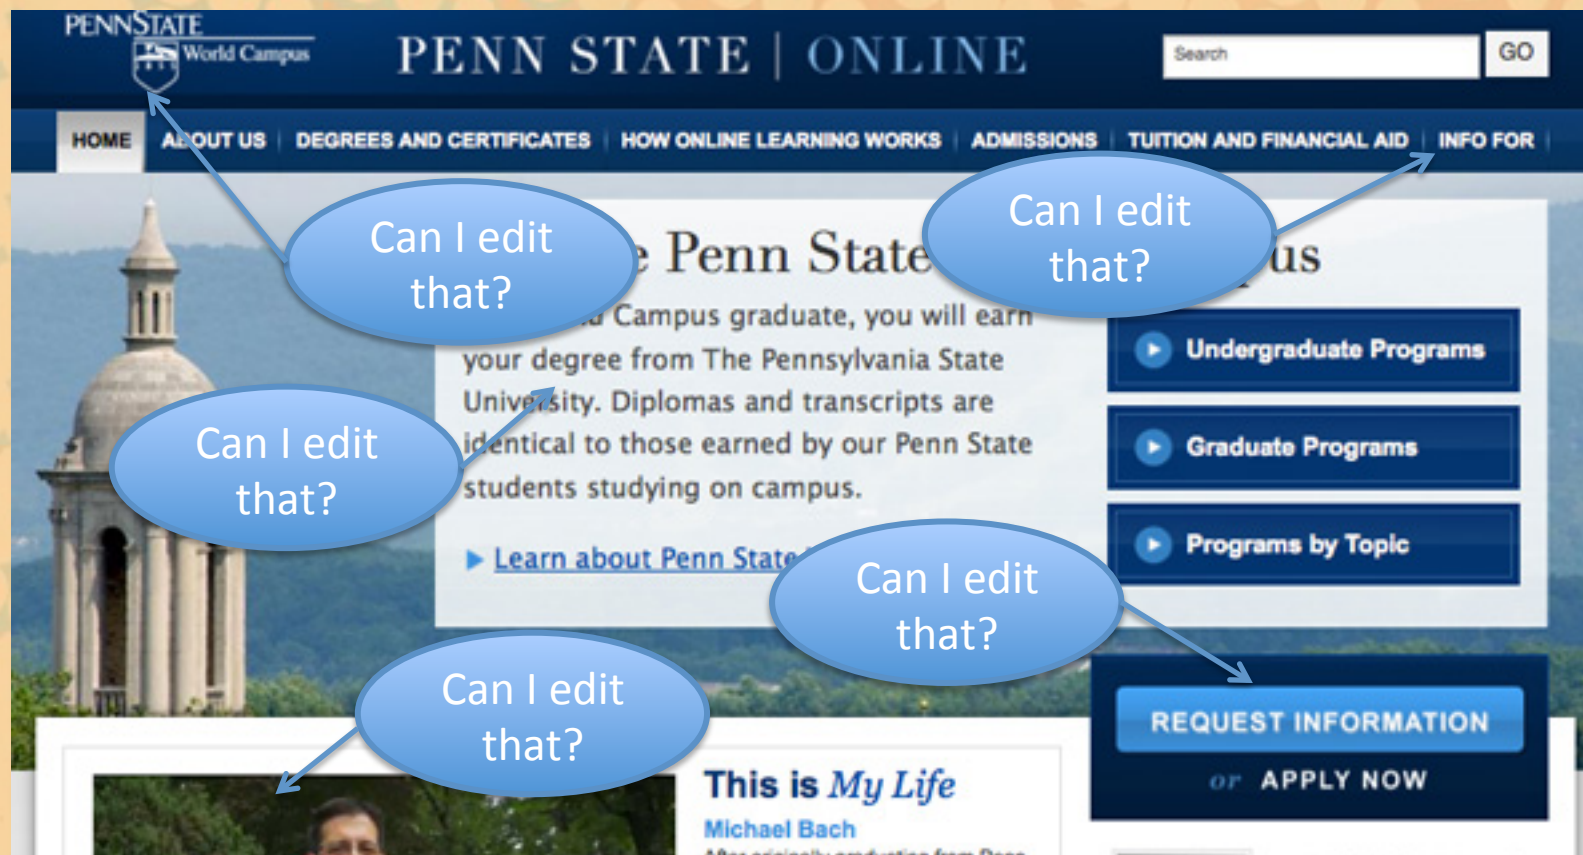 PENNSTATE
World Campus
PENN STATE | ONLINE
Search
GO
HOME
ABOUT US
DEGREES AND CERTIFICATES
HOW ONLINE LEARNING WORKS
ADMISSIONS
TUITION AND FINANCIAL AID
INFO FOR
Can I edit
that?
Can I edit
that?
Penn State
Campus graduate, you will earn
your degree from The Pennsylvania State
University. Diplomas and transcripts are
identical to those earned by our Penn State
students studying on campus.
Learn about Penn State
Can I edit
that?
Undergraduate Programs
Graduate Programs
Programs by Topic
Can I edit
that?
Can I edit
that?
REQUEST INFORMATION
or APPLY NOW
This is My Life
Michael Bach